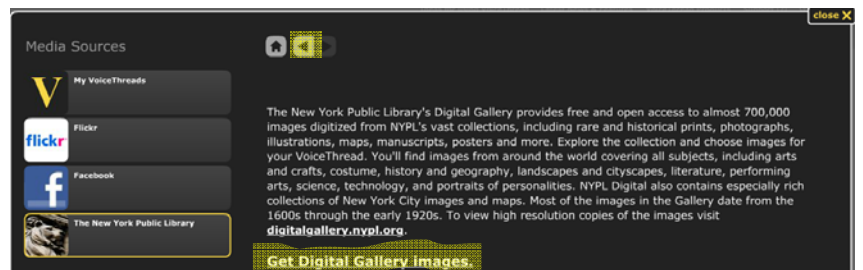 close X
Media Sources
V
My VoiceThreads
flickr
Flickr
f
Facebook
The New York Public Library
The New York Public Library's Digital Gallery provides free and open access to almost 700,000
images digitized from NYPL's vast collections, including rare and historical prints, photographs,
illustrations, maps, manuscripts, posters and more. Explore the collection and choose images for
your VoiceThread. You'll find images from around the world covering all subjects, including arts
and crafts, costume, history and geography, landscapes and cityscapes, literature, performing
arts, science, technology, and portraits of personalities. NYPL Digital also contains especially rich
collections of New York City images and maps. Most of the images in the Gallery date from the
1600s through the early 1920s. To view high resolution copies of the images visit
digitalgallery.nypl.org.
Get Digital Gallery images.